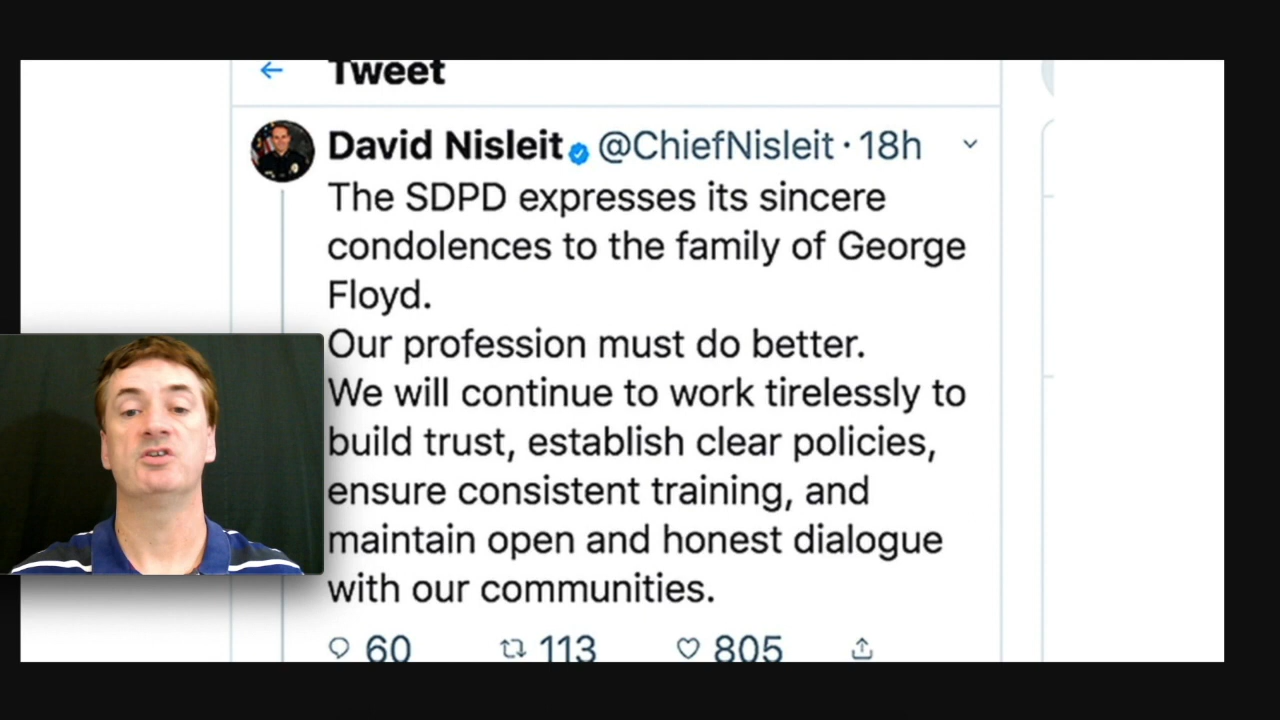 Tweet
David Nisleit @ChiefNisleit · 18h
The SDPD expresses its sincere
condolences to the family of George
Floyd.
Our profession must do better.
We will continue to work tirelessly to
build trust, establish clear policies,
ensure consistent training, and
maintain open and honest dialogue
with our communities.
60 113 805